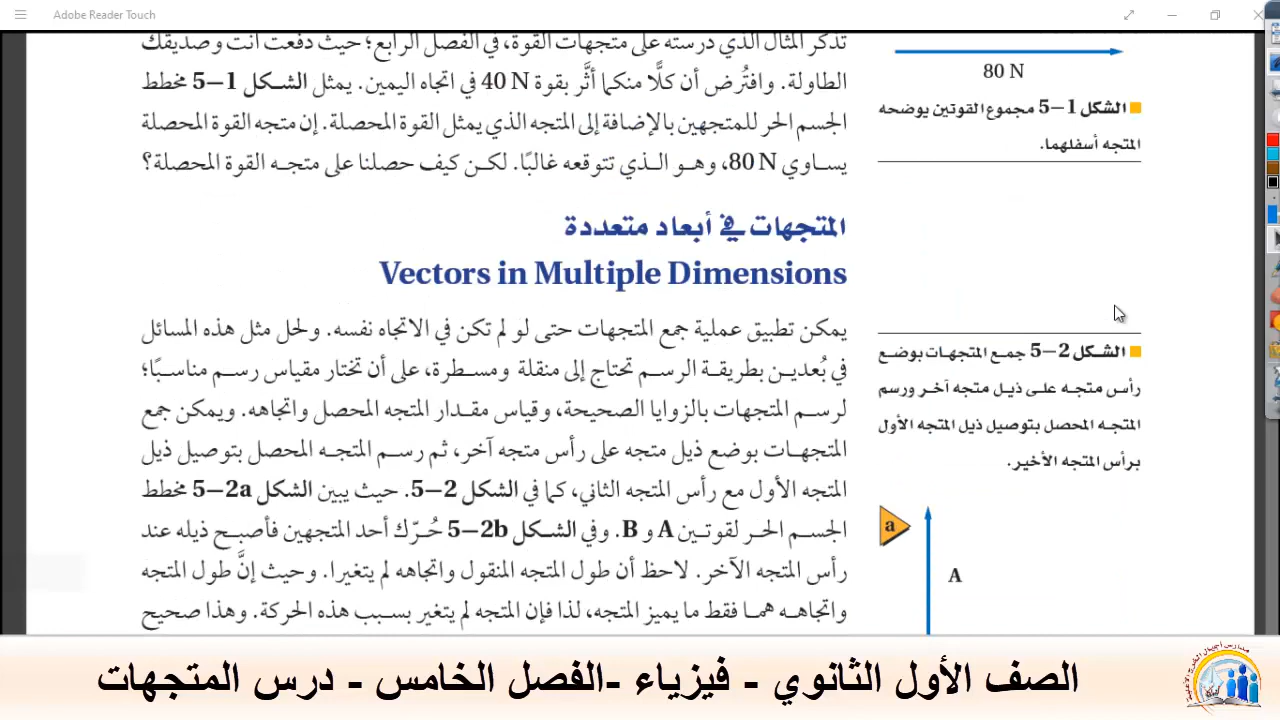 Adobe Reader Touch
تذكر المثال الذي درسته على متجهات القوة، في الفصل الرابع؛ حيث دفعت أنت وصديقك
الطاولة. وافتُرض أن كلًّا منكما أثَّر بقوة 40 N في اتجاه اليمين. يمثل الشكل 1–5 مخطط
الجسم الحر للمتجهين بالإضافة إلى المتجه الذي يمثل القوة المحصلة. إن متجه القوة المحصلة
يساوي 80 N، وهو الذي تتوقعه غالبًا. لكن كيف حصلنا على متجه القوة المحصلة؟
المتجهات في أبعاد متعددة
Vectors in Multiple Dimensions
يمكن تطبيق عملية جمع المتجهات حتى لو لم تكن في الاتجاه نفسه. ولحل مثل هذه المسائل
في بُعدين بطريقة الرسم تحتاج إلى منقلة ومسطرة، على أن تختار مقياس رسم مناسبًا؛
لرسم المتجهات بالزوايا الصحيحة، وقياس مقدار المتجه المحصل واتجاهه. ويمكن جمع
المتجهات بوضع ذيل متجه على رأس متجه آخر، ثم رسم المتجه المحصل بتوصيل ذيل
المتجه الأول مع رأس المتجه الثاني، كما في الشكل 2–5. حيث يبين الشكل 5–2a مخطط
الجسم الحر لقوتين A و B. وفي الشكل 5–2b حُرّك أحد المتجهين فأصبح ذيله عند
رأس المتجه الآخر. لاحظ أن طول المتجه المنقول واتجاهه لم يتغيرا. وحيث إنَّ طول المتجه
واتجاهه هما فقط ما يميز المتجه، لذا فإن المتجه لم يتغير بسبب هذه الحركة. وهذا صحيح
80 N
الشكل 1–5 مجموع القوتين يوضحه
المتجه أسفلهما.
الشكل 2–5 جمع المتجهات بوضع
رأس متجه على ذيل متجه آخر ورسم
المتجه المحصل بتوصيل ذيل المتجه الأول
برأس المتجه الأخير.
a
A
الصف الأول الثانوي - فيزياء -الفصل الخامس - درس المتجهات